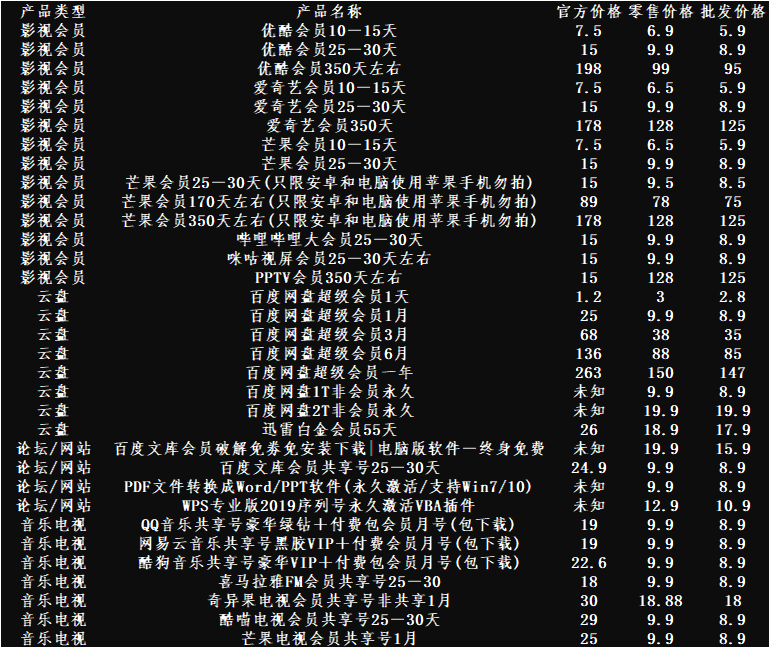 产品类型 产品名称 官方价格 零售价格 批发价格
影视会员 优酷会员10—15天 7.5 6.9 5.9
影视会员 优酷会员25—30天 15 9.9 8.9
影视会员 优酷会员350天左右 198 99 95
影视会员 爱奇艺会员10—15天 7.5 6.5 5.9
影视会员 爱奇艺会员25—30天 15 9.9 8.9
影视会员 爱奇艺350天 178 128 125
影视会员 芒果会员10—15天 7.5 6.5 5.9
影视会员 芒果会员25—30天 15 9.9 8.9
影视会员 芒果会员25—30天(只限安卓和电脑使用苹果手机勿拍) 15 9.5 8.5
影视会员 芒果会员170天左右(只限安卓和电脑使用苹果手机勿拍) 89 78 75
影视会员 芒果会员350天左右(只限安卓和电脑使用苹果手机勿拍) 178 128 125
影视会员 哔哩哔哩大会员25—30天 15 9.9 8.9
影视会员 咪咕视屏会员25—30天左右 15 9.9 8.9
影视会员 PPTV会员350天左右 15 128 125
云盘 百度网盘超级会员1天 1.2 3 2.8
云盘 百度网盘超级会员1月 25 9.9 8.9
云盘 百度网盘超级会员3月 68 38 35
云盘 百度网盘超级会员6月 136 88 85
云盘 百度网盘超级会员一年 263 150 147
云盘 百度网盘1T非会员永久 未知 9.9 8.9
云盘 百度网盘2T非会员永久 未知 19.9 19.9
云盘 迅雷白金会员55天 26 18.9 17.9
论坛/网站 百度文库会员破解免劵免安装下载|电脑版软件—终身免费 未知 19.9 15.9
论坛/网站 百度文库会员共享号25—30天 24.9 9.9 8.9
论坛/网站 PDF文件转换成Word/PPT软件(永久激活/支持Win7/10) 未知 9.9 8.9
论坛/网站 WPS专业版2019序列号永久激活VBA插件 未知 12.9 10.9
音乐电视 QQ音乐共享号豪华绿钻＋付费包会员月号(包下载) 19 9.9 8.9
音乐电视 网易云音乐共享号黑胶VIP＋付费会员月号(包下载) 19 9.9 8.9
音乐电视 酷狗音乐共享号豪华VIP＋付费包会员月号(包下载) 22.6 9.9 8.9
音乐电视 喜马拉雅FM会员共享号25—30 18 9.9 8.9
音乐电视 奇异果电视会员共享号非共享1月 30 18.88 18
音乐电视 酷喵电视会员共享号25—30天 29 9.9 8.9
音乐电视 芒果电视会员共享号1月 25 9.9 8.9